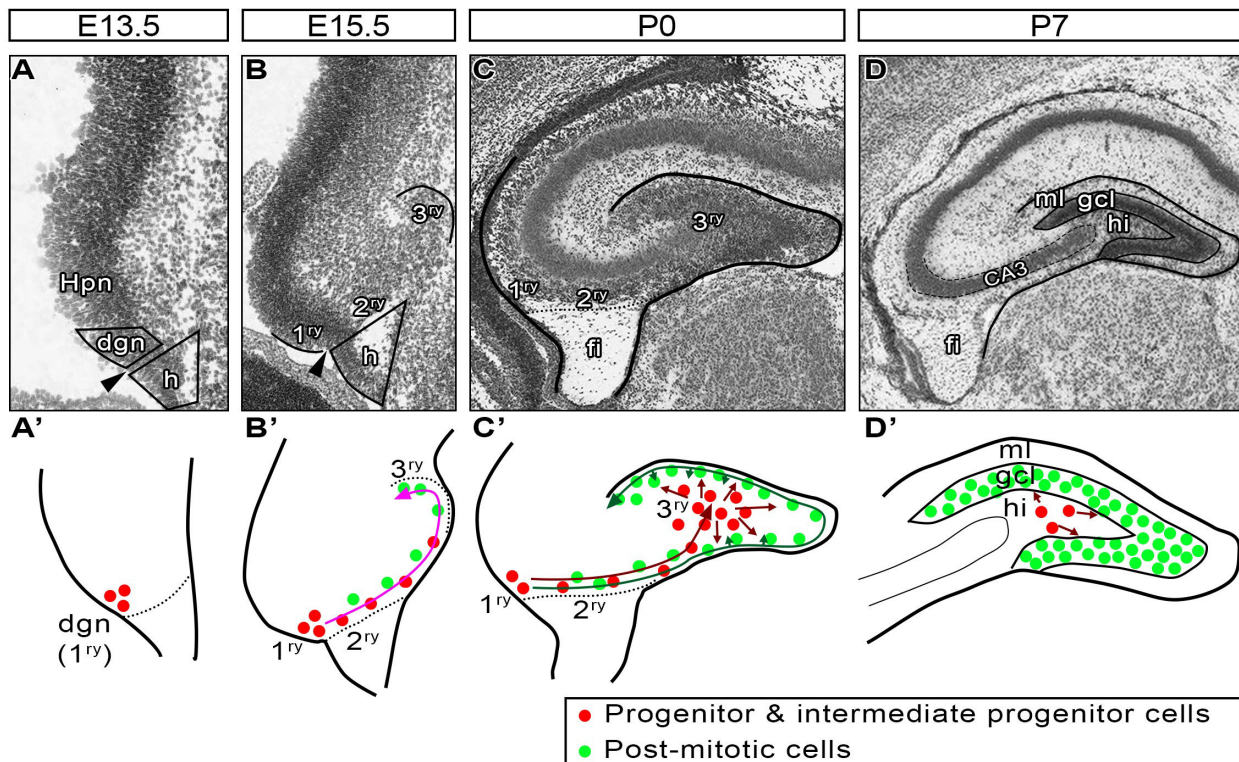 E13.5
E15.5
P0
P7
A
Hpn
dgn
h
B
3ry
2ry
1ry
h
C
3ry
1ry
2ry
fi
D
ml
gcl
hi
CA3
fi
A'
dgn
(1ry)
B'
3ry
1ry
2ry
C'
3ry
1ry
2ry
D'
ml
gcl
hi
Progenitor & intermediate progenitor cells
Post-mitotic cells